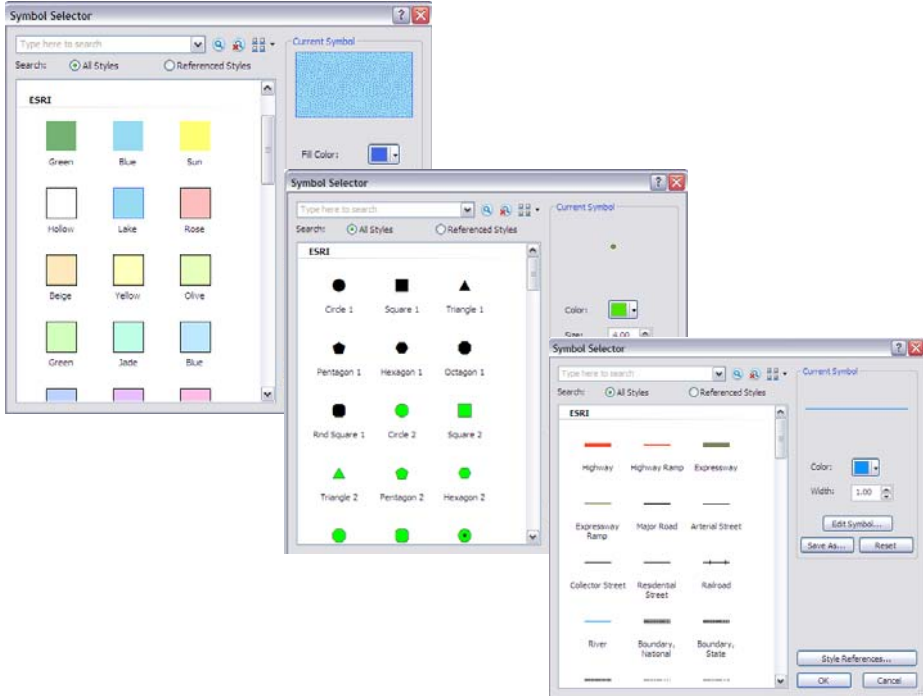 Symbol Selector
Type here to search
Search: All Styles Referenced Styles
ESRI
Green Blue Sun
Hollow Lake Rose
Beige Yellow Olive
Green Jade Blue
Current Symbol
Fill Color:
Symbol Selector
Type here to search
Search: All Styles Referenced Styles
ESRI
Circle 1 Square 1 Triangle 1
Pentagon 1 Hexagon 1 Octagon 1
Rnd Square 1 Circle 2 Square 2
Triangle 2 Pentagon 2 Hexagon 2
Current Symbol
Color:
Size: 4.00
Symbol Selector
Type here to search
Search: All Styles Referenced Styles
ESRI
Highway Highway Ramp Expressway
Expressway Major Road Arterial Street
Ramp
Collector Street Residential Railroad
Street
River Boundary, Boundary,
National State
Current Symbol
Color:
Width: 1.00
Edit Symbol...
Save As... Reset
Style References...
OK Cancel